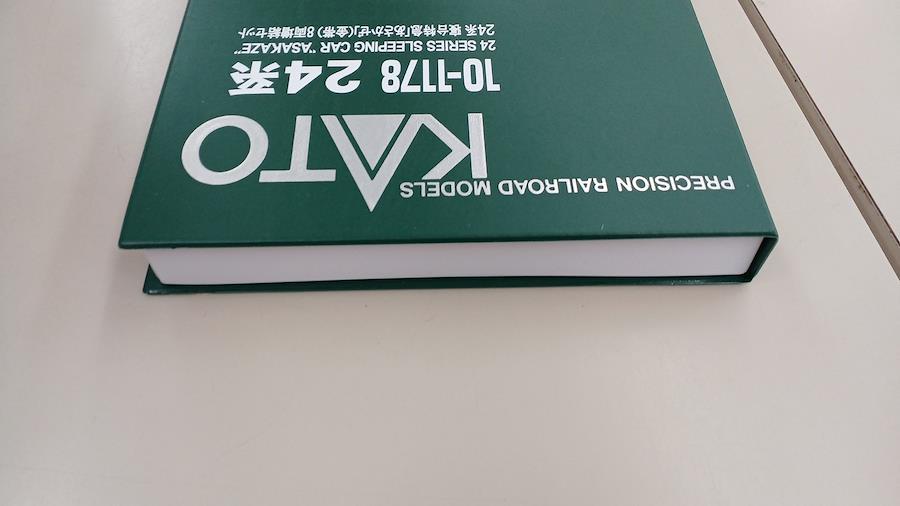 PRECISION RAILROAD MODELS
KATO
10-1178 24系
24 SERIES SLEEPING CAR "ASAKAZE"
24系 寝台特急「あさかぜ」(金帯) 8両増結セット